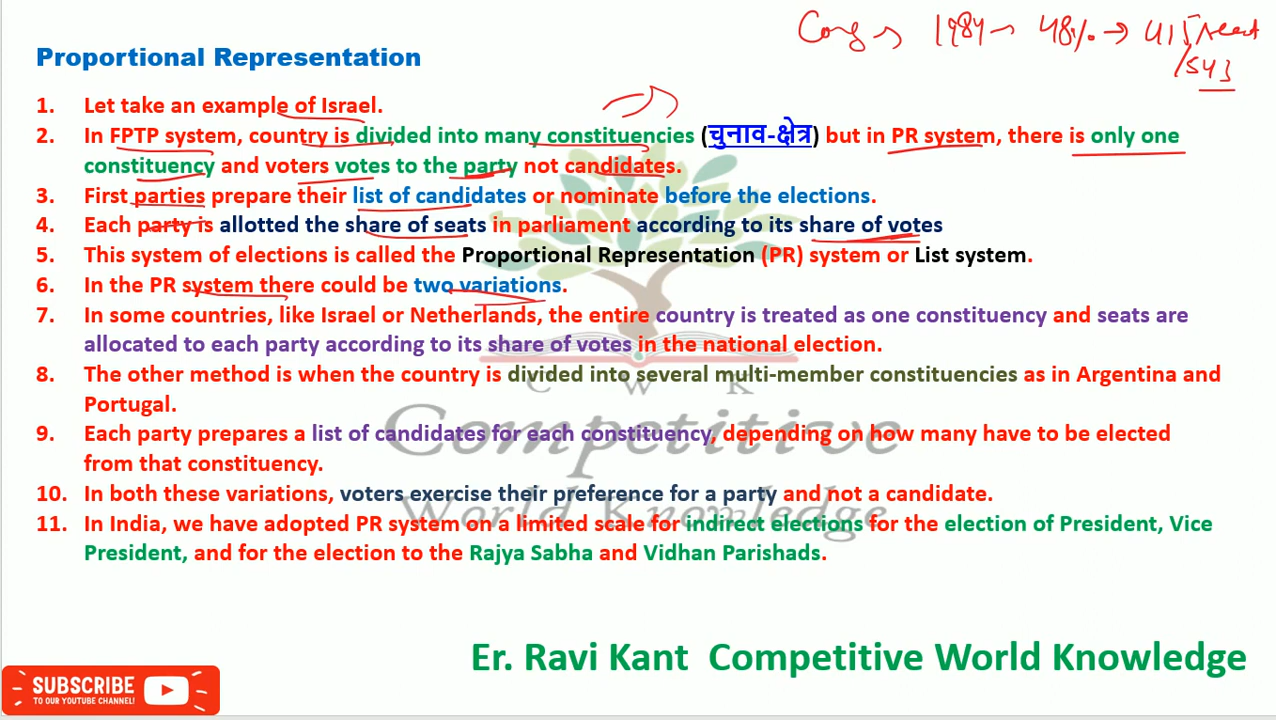 Cong 1984 48% → 415 seat
/543
Proportional Representation
1. Let take an example of Israel.
2. In FPTP system, country is divided into many constituencies (चुनाव-क्षेत्र) but in PR system, there is only one
constituency and voters votes to the party not candidates.
3. First parties prepare their list of candidates or nominate before the elections.
4. Each party is allotted the share of seats in parliament according to its share of votes
5. This system of elections is called the Proportional Representation (PR) system or List system.
6. In the PR system there could be two variations.
7. In some countries, like Israel or Netherlands, the entire country is treated as one constituency and seats are
allocated to each party according to its share of votes in the national election.
8. The other method is when the country is divided into several multi-member constituencies as in Argentina and
Portugal.
C W K
9. Each party prepares a list of candidates for each constituency, depending on how many have to be elected
from that constituency.
Competitive
10. In both these variations, voters exercise their preference for a party and not a candidate.
World Knowledge
11. In India, we have adopted PR system on a limited scale for indirect elections for the election of President, Vice
President, and for the election to the Rajya Sabha and Vidhan Parishads.
Er. Ravi Kant Competitive World Knowledge
SUBSCRIBE
TO OUR YOUTUBE CHANNEL!